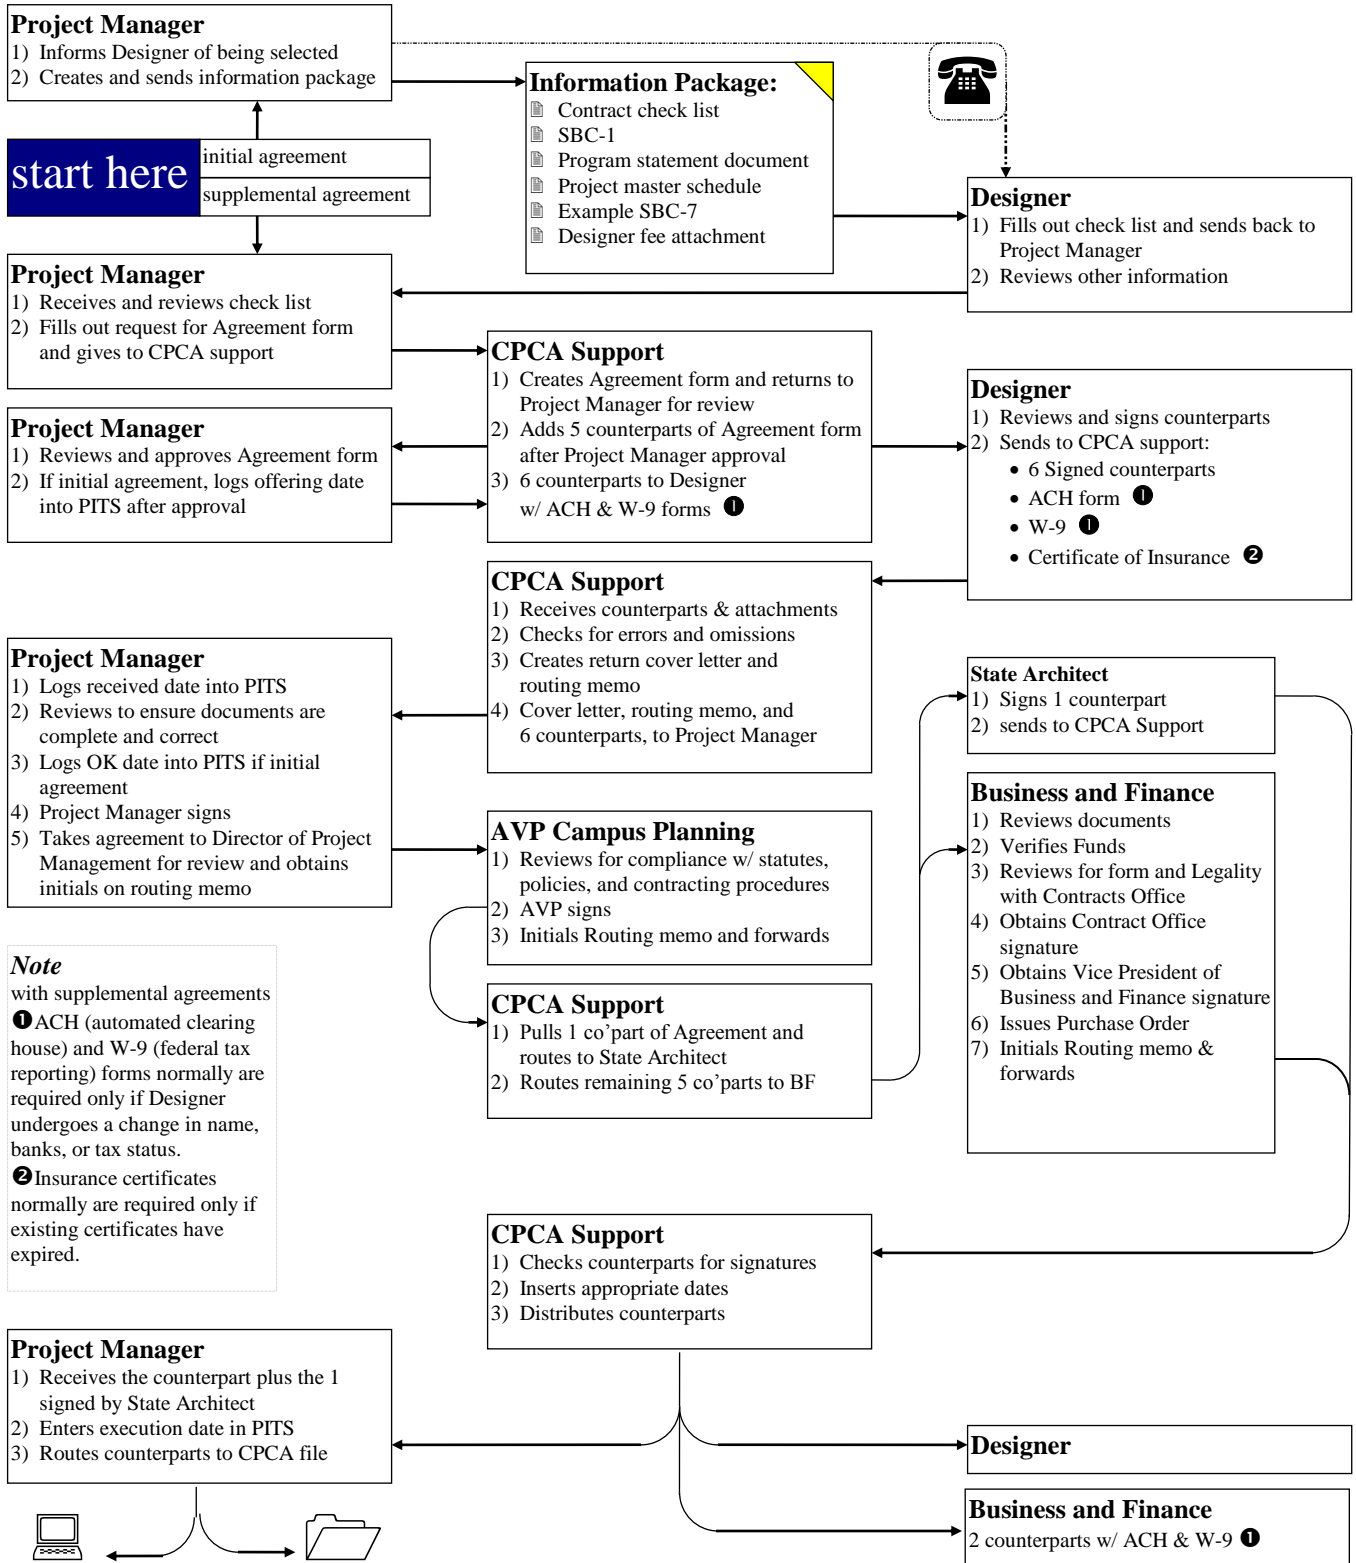 Project Manager
1) Informs Designer of being selected
2) Creates and sends information package
Information Package:
Contract check list
SBC-1
Program statement document
Project master schedule
Example SBC-7
Designer fee attachment
start here
initial agreement
supplemental agreement
Designer
1) Fills out check list and sends back to
Project Manager
2) Reviews other information
Project Manager
1) Receives and reviews check list
2) Fills out request for Agreement form
and gives to CPCA support
CPCA Support
1) Creates Agreement form and returns to
Project Manager for review
2) Adds 5 counterparts of Agreement form
after Project Manager approval
3) 6 counterparts to Designer
w/ ACH & W-9 forms ❶
Project Manager
1) Reviews and approves Agreement form
2) If initial agreement, logs offering date
into PITS after approval
Designer
1) Reviews and signs counterparts
2) Sends to CPCA support:
• 6 Signed counterparts
• ACH form ❶
• W-9 ❶
• Certificate of Insurance ❷
CPCA Support
1) Receives counterparts & attachments
2) Checks for errors and omissions
3) Creates return cover letter and
routing memo
4) Cover letter, routing memo, and
6 counterparts, to Project Manager
Project Manager
1) Logs received date into PITS
2) Reviews to ensure documents are
complete and correct
3) Logs OK date into PITS if initial
agreement
4) Project Manager signs
5) Takes agreement to Director of Project
Management for review and obtains
initials on routing memo
State Architect
1) Signs 1 counterpart
2) sends to CPCA Support
AVP Campus Planning
1) Reviews for compliance w/ statutes,
policies, and contracting procedures
2) AVP signs
3) Initials Routing memo and forwards
Business and Finance
1) Reviews documents
2) Verifies Funds
3) Reviews for form and Legality
with Contracts Office
4) Obtains Contract Office
signature
5) Obtains Vice President of
Business and Finance signature
6) Issues Purchase Order
7) Initials Routing memo &
forwards
Note
with supplemental agreements
❶ACH (automated clearing
house) and W-9 (federal tax
reporting) forms normally are
required only if Designer
undergoes a change in name,
banks, or tax status.
❷Insurance certificates
normally are required only if
existing certificates have
expired.
CPCA Support
1) Pulls 1 co'part of Agreement and
routes to State Architect
2) Routes remaining 5 co'parts to BF
CPCA Support
1) Checks counterparts for signatures
2) Inserts appropriate dates
3) Distributes counterparts
Project Manager
1) Receives the counterpart plus the 1
signed by State Architect
2) Enters execution date in PITS
3) Routes counterparts to CPCA file
Designer
Business and Finance
2 counterparts w/ ACH & W-9 ❶